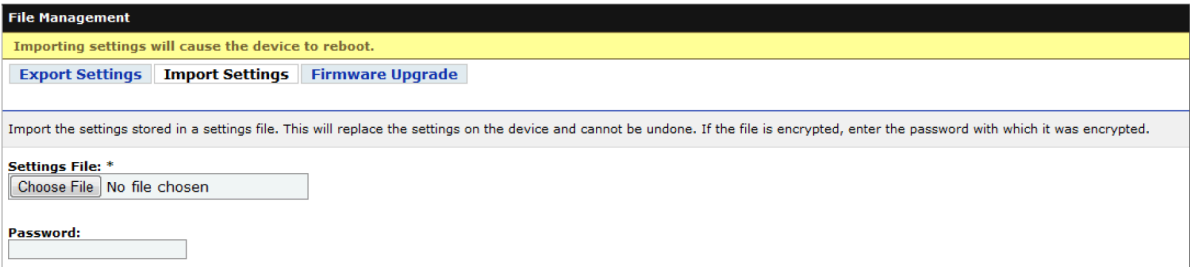 File Management
Importing settings will cause the device to reboot.
Export Settings Import Settings Firmware Upgrade
Import the settings stored in a settings file. This will replace the settings on the device and cannot be undone. If the file is encrypted, enter the password with which it was encrypted.
Settings File: *
Choose File No file chosen
Password: